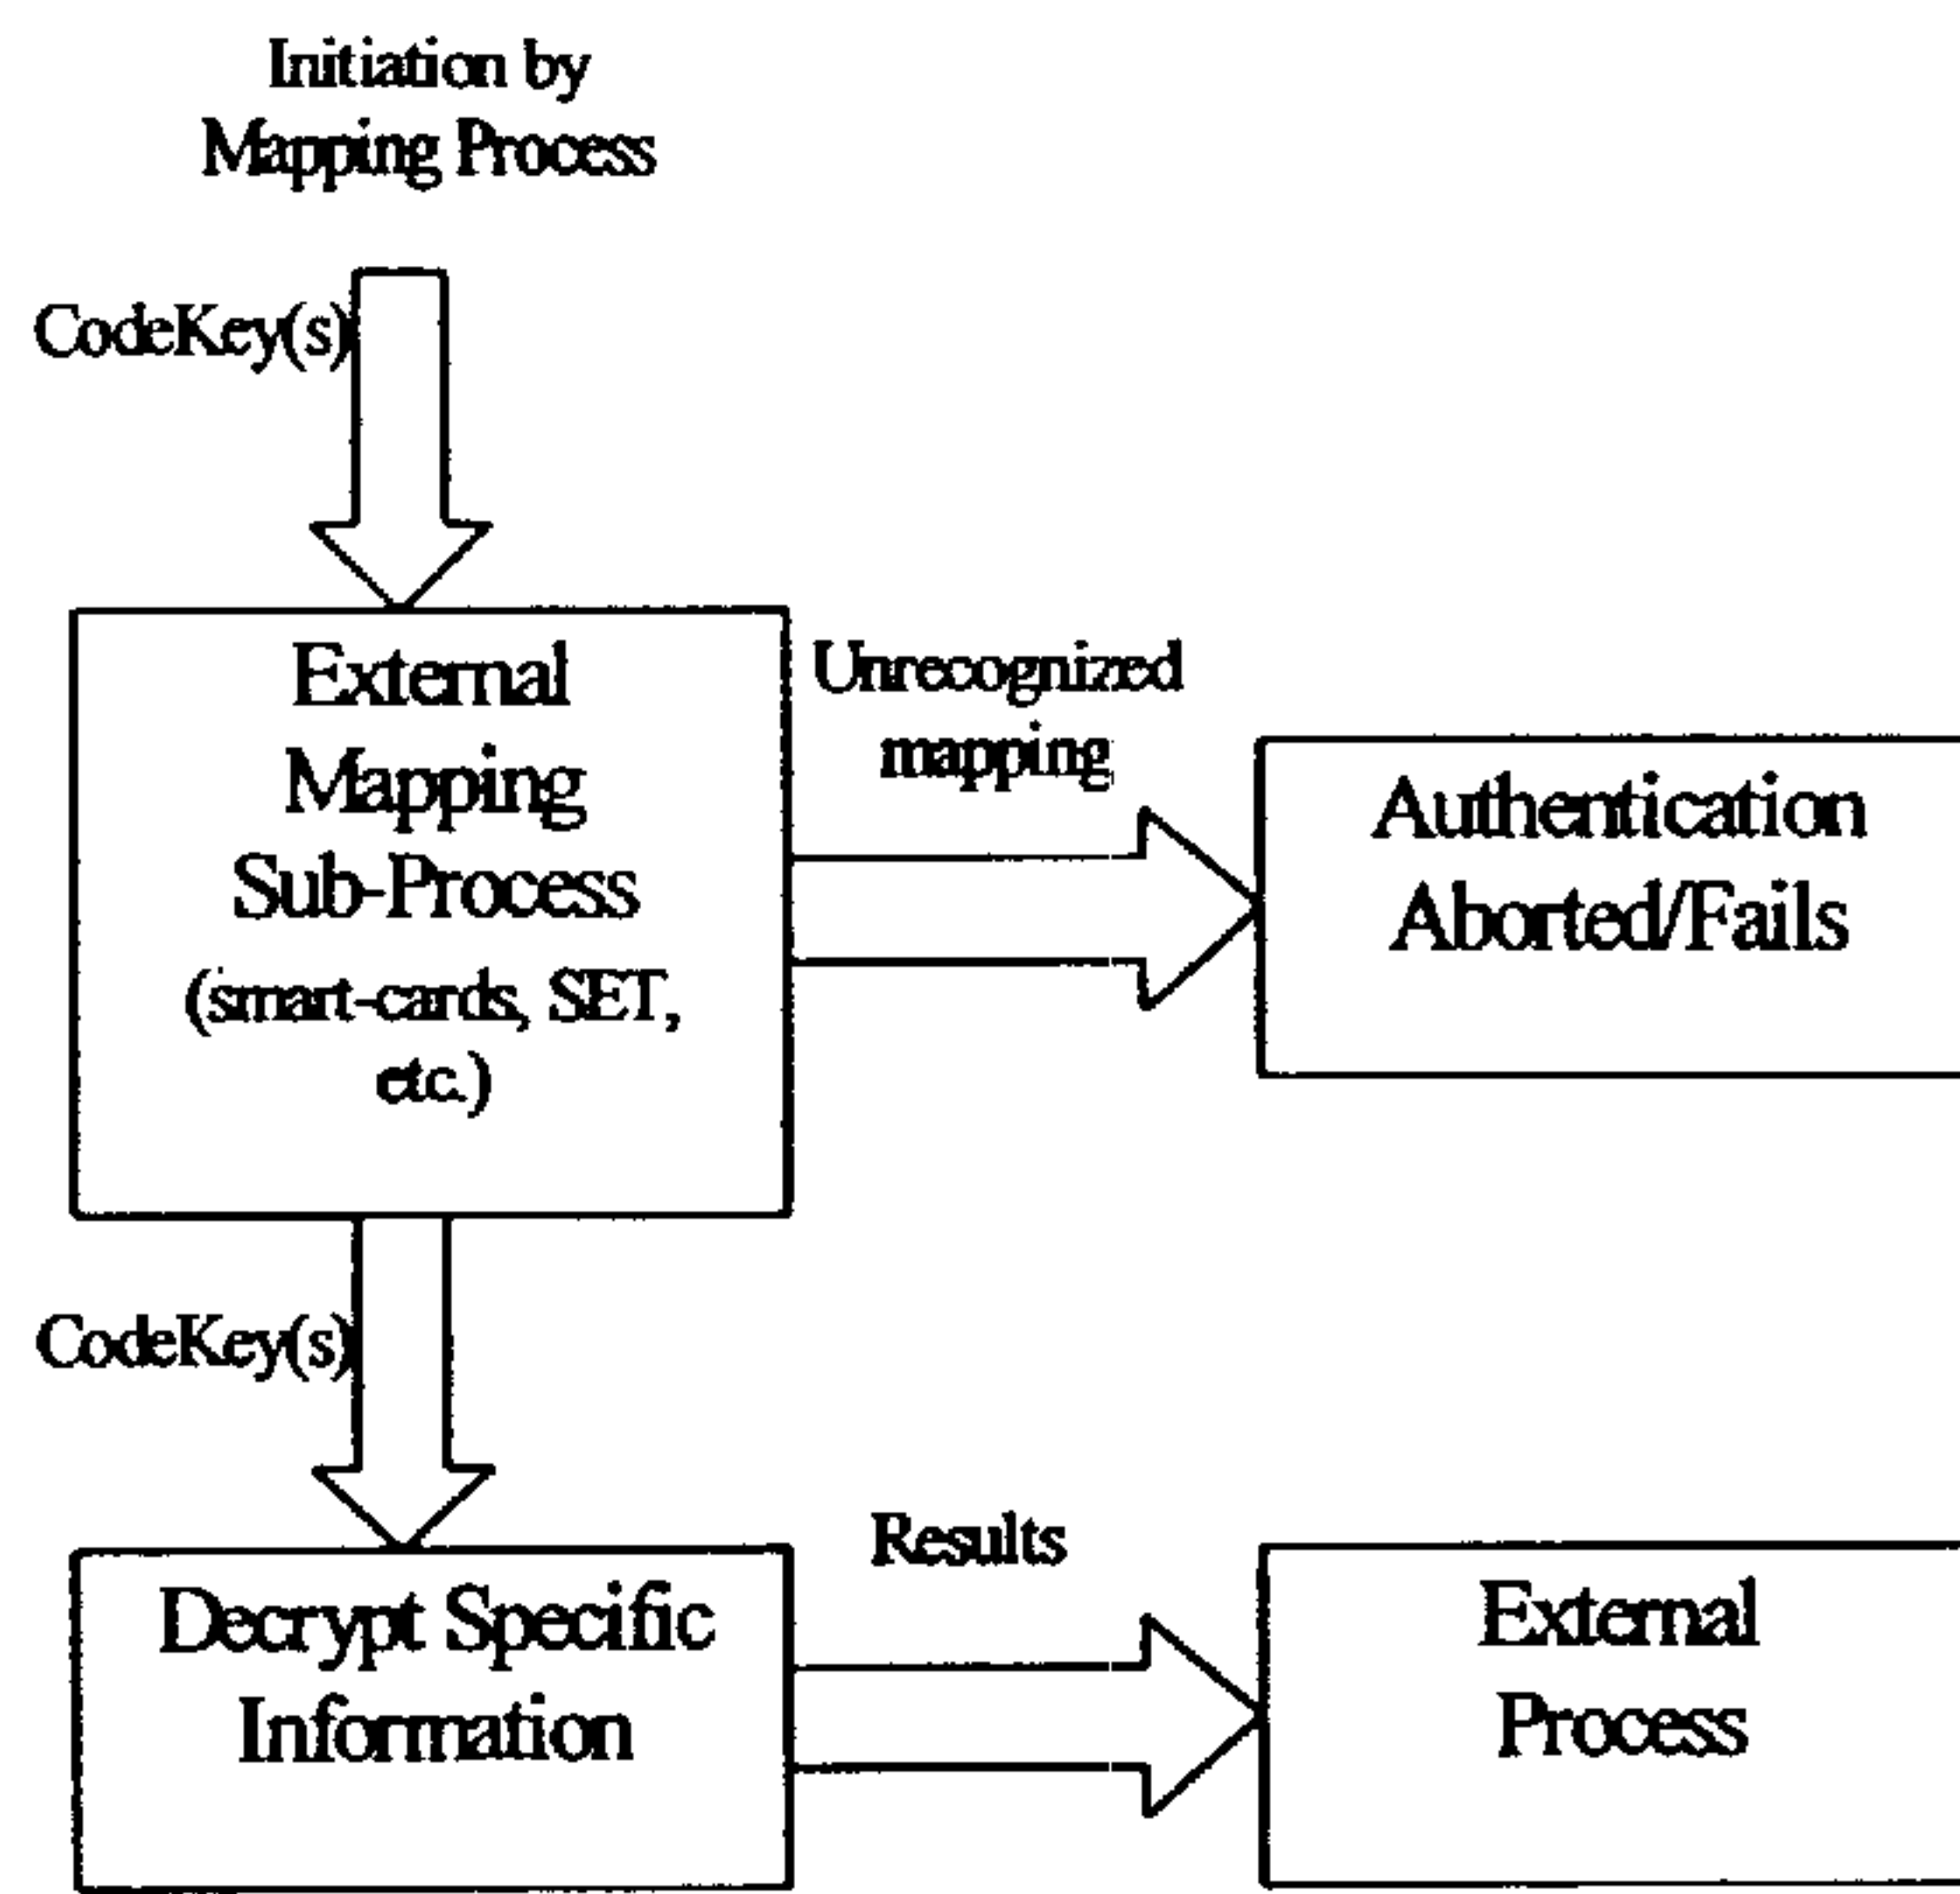 Initiation by
Mapping Process
CodeKey(s)
External
Mapping
Sub-Process
(smart-cards, SET,
etc.)
Unrecognized
mapping
Authentication
Aborted/Fails
CodeKey(s)
Decrypt Specific
Information
Results
External
Process